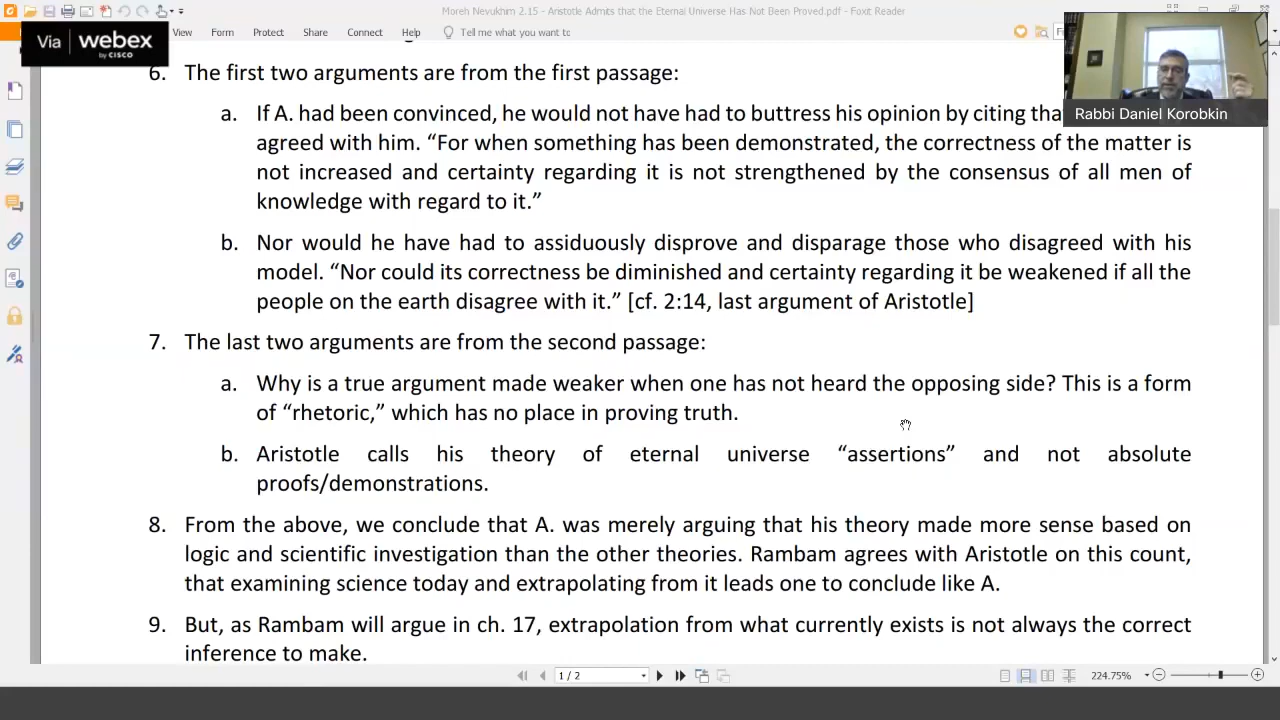 Moreh Nevukhim 2.15 - Aristotle Admits that the Eternal Universe Has Not Been Proved.pdf - Foxit Reader
Via webex
by CISCO
View Form Protect Share Connect Help Tell me what you want to
6. The first two arguments are from the first passage:
a. If A. had been convinced, he would not have had to buttress his opinion by citing
agreed with him. “For when something has been demonstrated, the correctness of the matter is
not increased and certainty regarding it is not strengthened by the consensus of all men of
knowledge with regard to it.”
b. Nor would he have had to assiduously disprove and disparage those who disagreed with his
model. “Nor could its correctness be diminished and certainty regarding it be weakened if all the
people on the earth disagree with it.” [cf. 2:14, last argument of Aristotle]
7. The last two arguments are from the second passage:
a. Why is a true argument made weaker when one has not heard the opposing side? This is a form
of “rhetoric,” which has no place in proving truth.
b. Aristotle calls his theory of eternal universe “assertions” and not absolute
proofs/demonstrations.
8. From the above, we conclude that A. was merely arguing that his theory made more sense based on
logic and scientific investigation than the other theories. Rambam agrees with Aristotle on this count,
that examining science today and extrapolating from it leads one to conclude like A.
9. But, as Rambam will argue in ch. 17, extrapolation from what currently exists is not always the correct
inference to make.
Rabbi Daniel Korobkin
1 / 2
224.75%